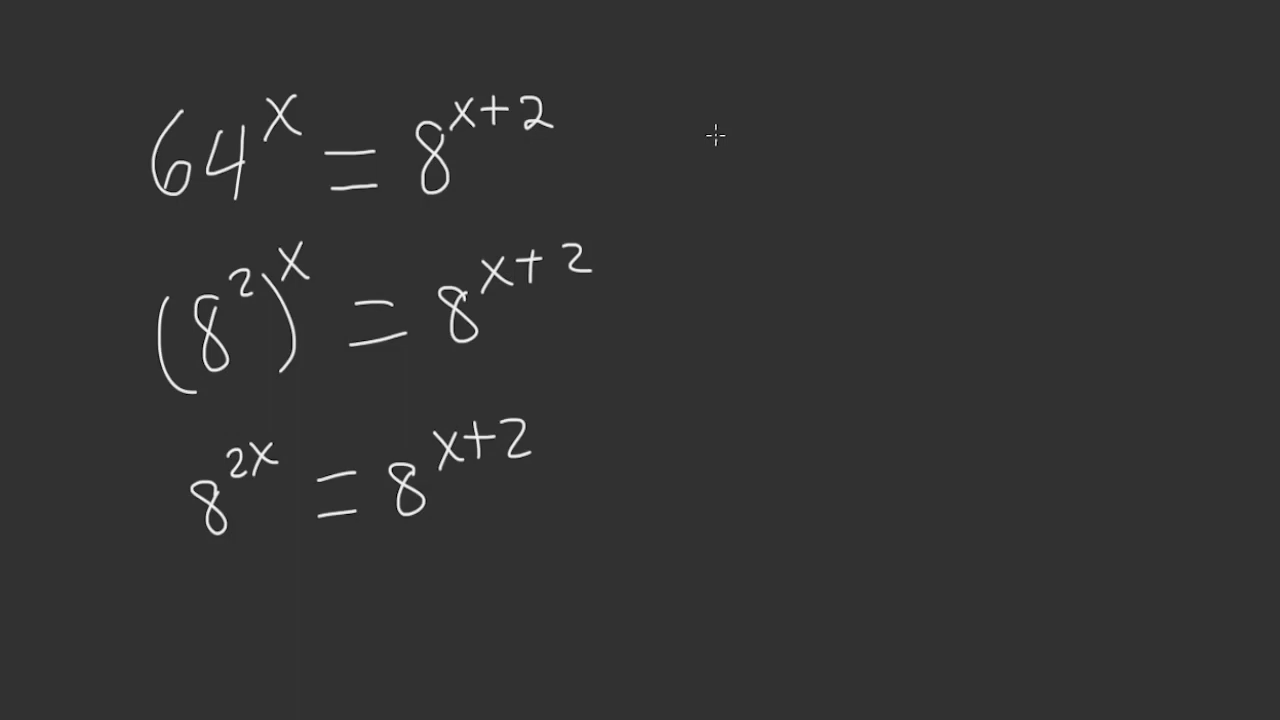 64^x = 8^{x+2}
(8^2)^x = 8^{x+2}
8^{2x} = 8^{x+2}